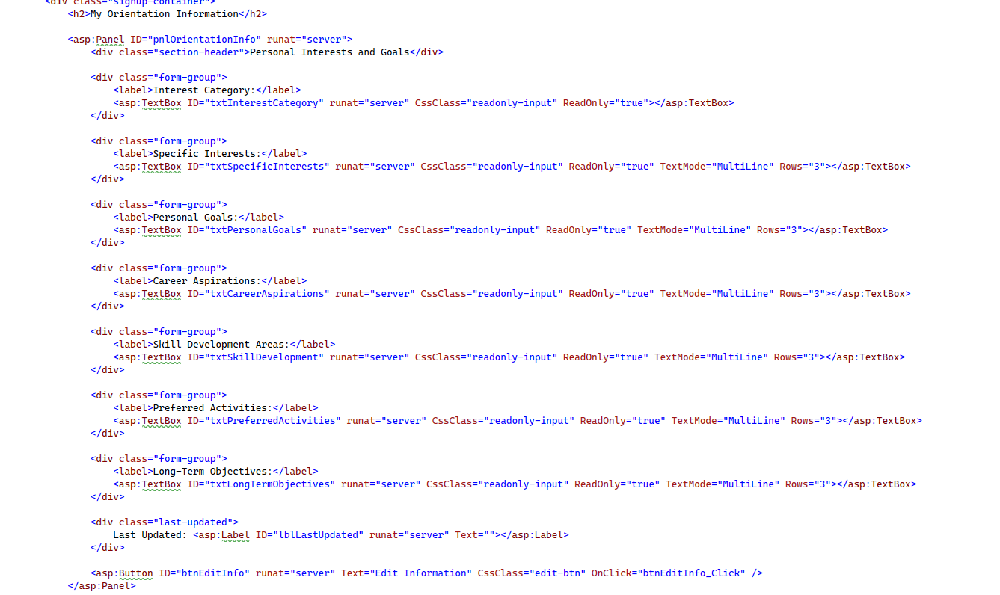 <div class="signup-container">
<h2>My Orientation Information</h2>
<asp:Panel ID="pnlOrientationInfo" runat="server">
<div class="section-header">Personal Interests and Goals</div>
<div class="form-group">
<label>Interest Category:</label>
<asp:TextBox ID="txtInterestCategory" runat="server" CssClass="readonly-input" ReadOnly="true"></asp:TextBox>
</div>
<div class="form-group">
<label>Specific Interests:</label>
<asp:TextBox ID="txtSpecificInterests" runat="server" CssClass="readonly-input" ReadOnly="true" TextMode="MultiLine" Rows="3"></asp:TextBox>
</div>
<div class="form-group">
<label>Personal Goals:</label>
<asp:TextBox ID="txtPersonalGoals" runat="server" CssClass="readonly-input" ReadOnly="true" TextMode="MultiLine" Rows="3"></asp:TextBox>
</div>
<div class="form-group">
<label>Career Aspirations:</label>
<asp:TextBox ID="txtCareerAspirations" runat="server" CssClass="readonly-input" ReadOnly="true" TextMode="MultiLine" Rows="3"></asp:TextBox>
</div>
<div class="form-group">
<label>Skill Development Areas:</label>
<asp:TextBox ID="txtSkillDevelopment" runat="server" CssClass="readonly-input" ReadOnly="true" TextMode="MultiLine" Rows="3"></asp:TextBox>
</div>
<div class="form-group">
<label>Preferred Activities:</label>
<asp:TextBox ID="txtPreferredActivities" runat="server" CssClass="readonly-input" ReadOnly="true" TextMode="MultiLine" Rows="3"></asp:TextBox>
</div>
<div class="form-group">
<label>Long-Term Objectives:</label>
<asp:TextBox ID="txtLongTermObjectives" runat="server" CssClass="readonly-input" ReadOnly="true" TextMode="MultiLine" Rows="3"></asp:TextBox>
</div>
<div class="last-updated">
Last Updated: <asp:Label ID="lblLastUpdated" runat="server" Text=""></asp:Label>
</div>
<asp:Button ID="btnEditInfo" runat="server" Text="Edit Information" CssClass="edit-btn" OnClick="btnEditInfo_Click" />
</asp:Panel>